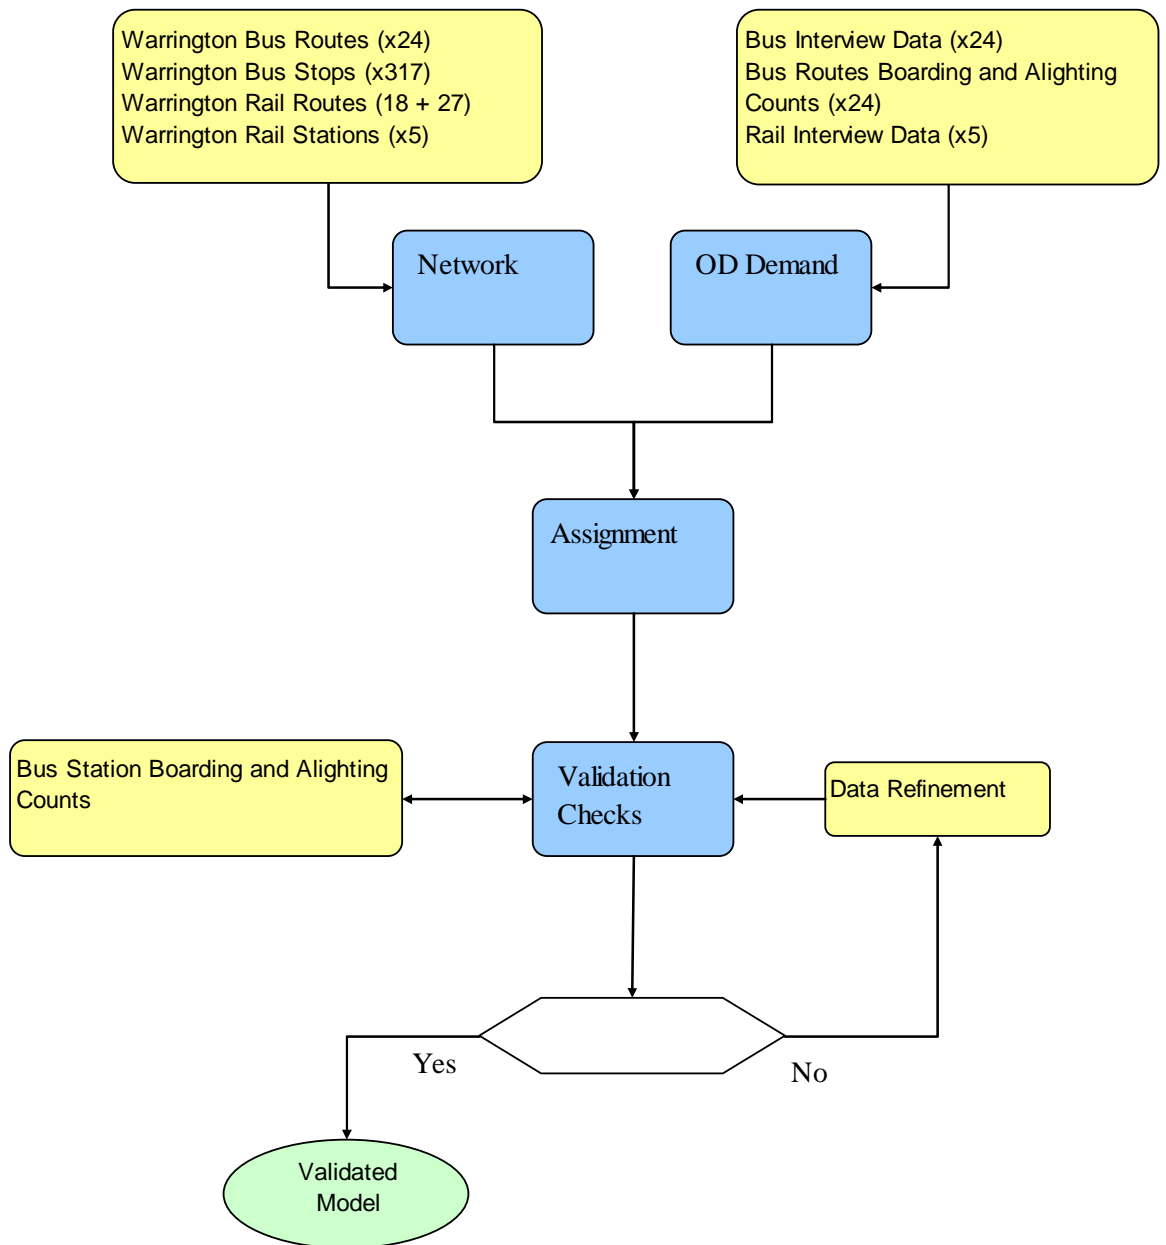 Warrington Bus Routes (x24)
Warrington Bus Stops (x317)
Warrington Rail Routes (18 + 27)
Warrington Rail Stations (x5)
Bus Interview Data (x24)
Bus Routes Boarding and Alighting
Counts (x24)
Rail Interview Data (x5)
Network
OD Demand
Assignment
Bus Station Boarding and Alighting
Counts
Validation
Checks
Data Refinement
Yes
No
Validated
Model